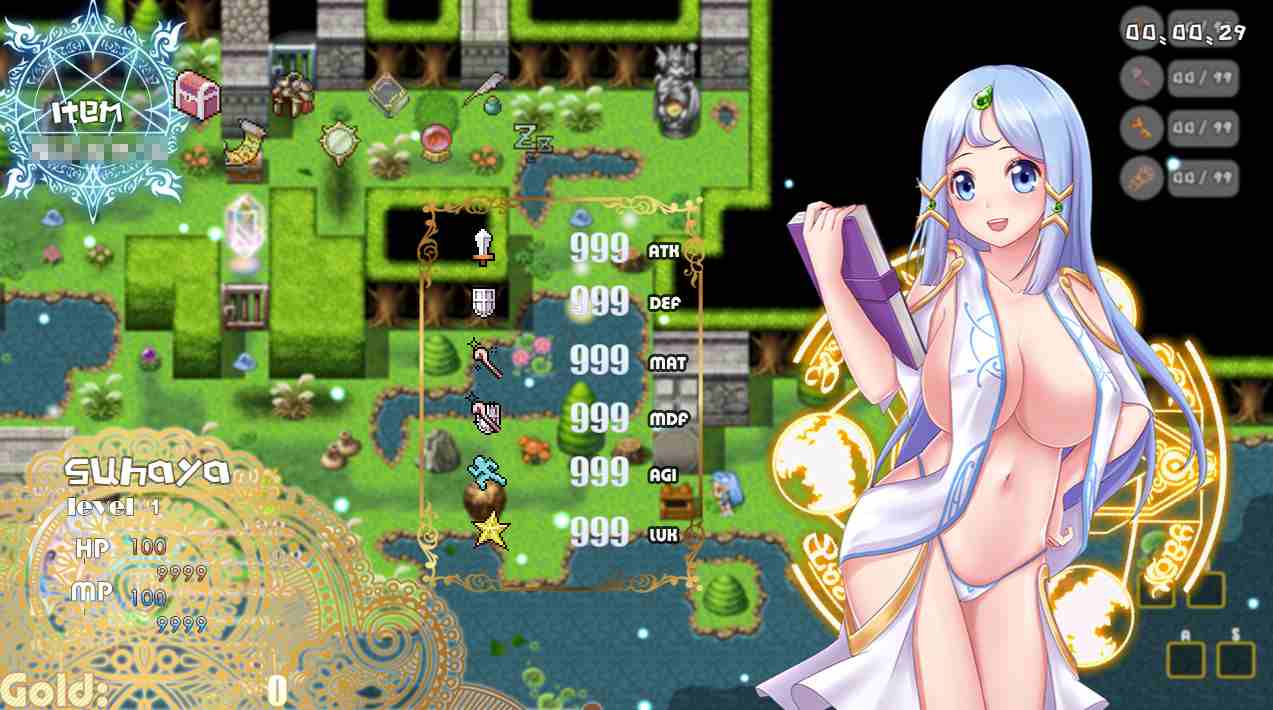 Item
00:00:29
00 / 99
00 / 99
00 / 99
Zz
999 ATK
999 DEF
999 MAT
999 MDF
999 AGI
999 LUK
suhaya
level 1
HP 100
9999
MP 100
9999
Gold: 0
A S